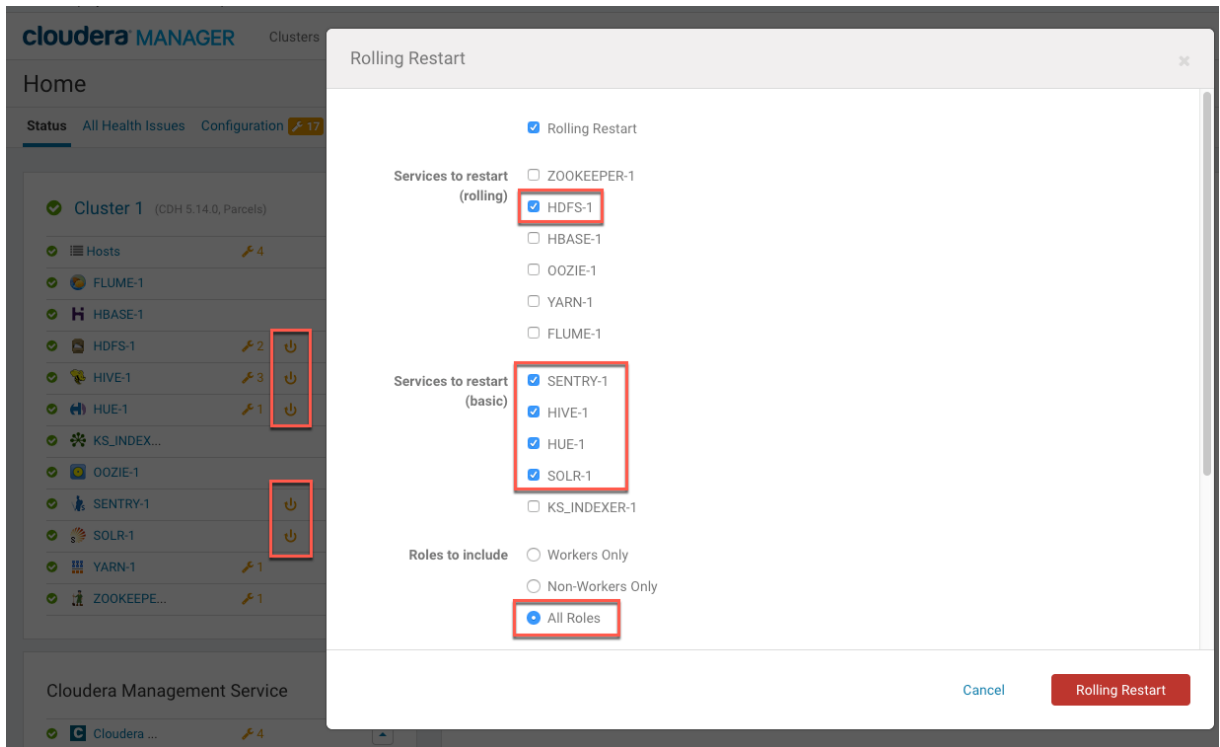 cloudera MANAGER
Clusters
Home
Status All Health Issues Configuration 17
Cluster 1 (CDH 5.14.0, Parcels)
Hosts 4
FLUME-1
HBASE-1
HDFS-1 2
HIVE-1 3
HUE-1 1
KS_INDEX...
OOZIE-1
SENTRY-1
SOLR-1
YARN-1 1
ZOOKEEPE... 1
Cloudera Management Service
C Cloudera ... 4
Rolling Restart
Rolling Restart
Services to restart
(rolling)
ZOOKEEPER-1
HDFS-1
HBASE-1
OOZIE-1
YARN-1
FLUME-1
Services to restart
(basic)
SENTRY-1
HIVE-1
HUE-1
SOLR-1
KS_INDEXER-1
Roles to include
Workers Only
Non-Workers Only
All Roles
Cancel
Rolling Restart